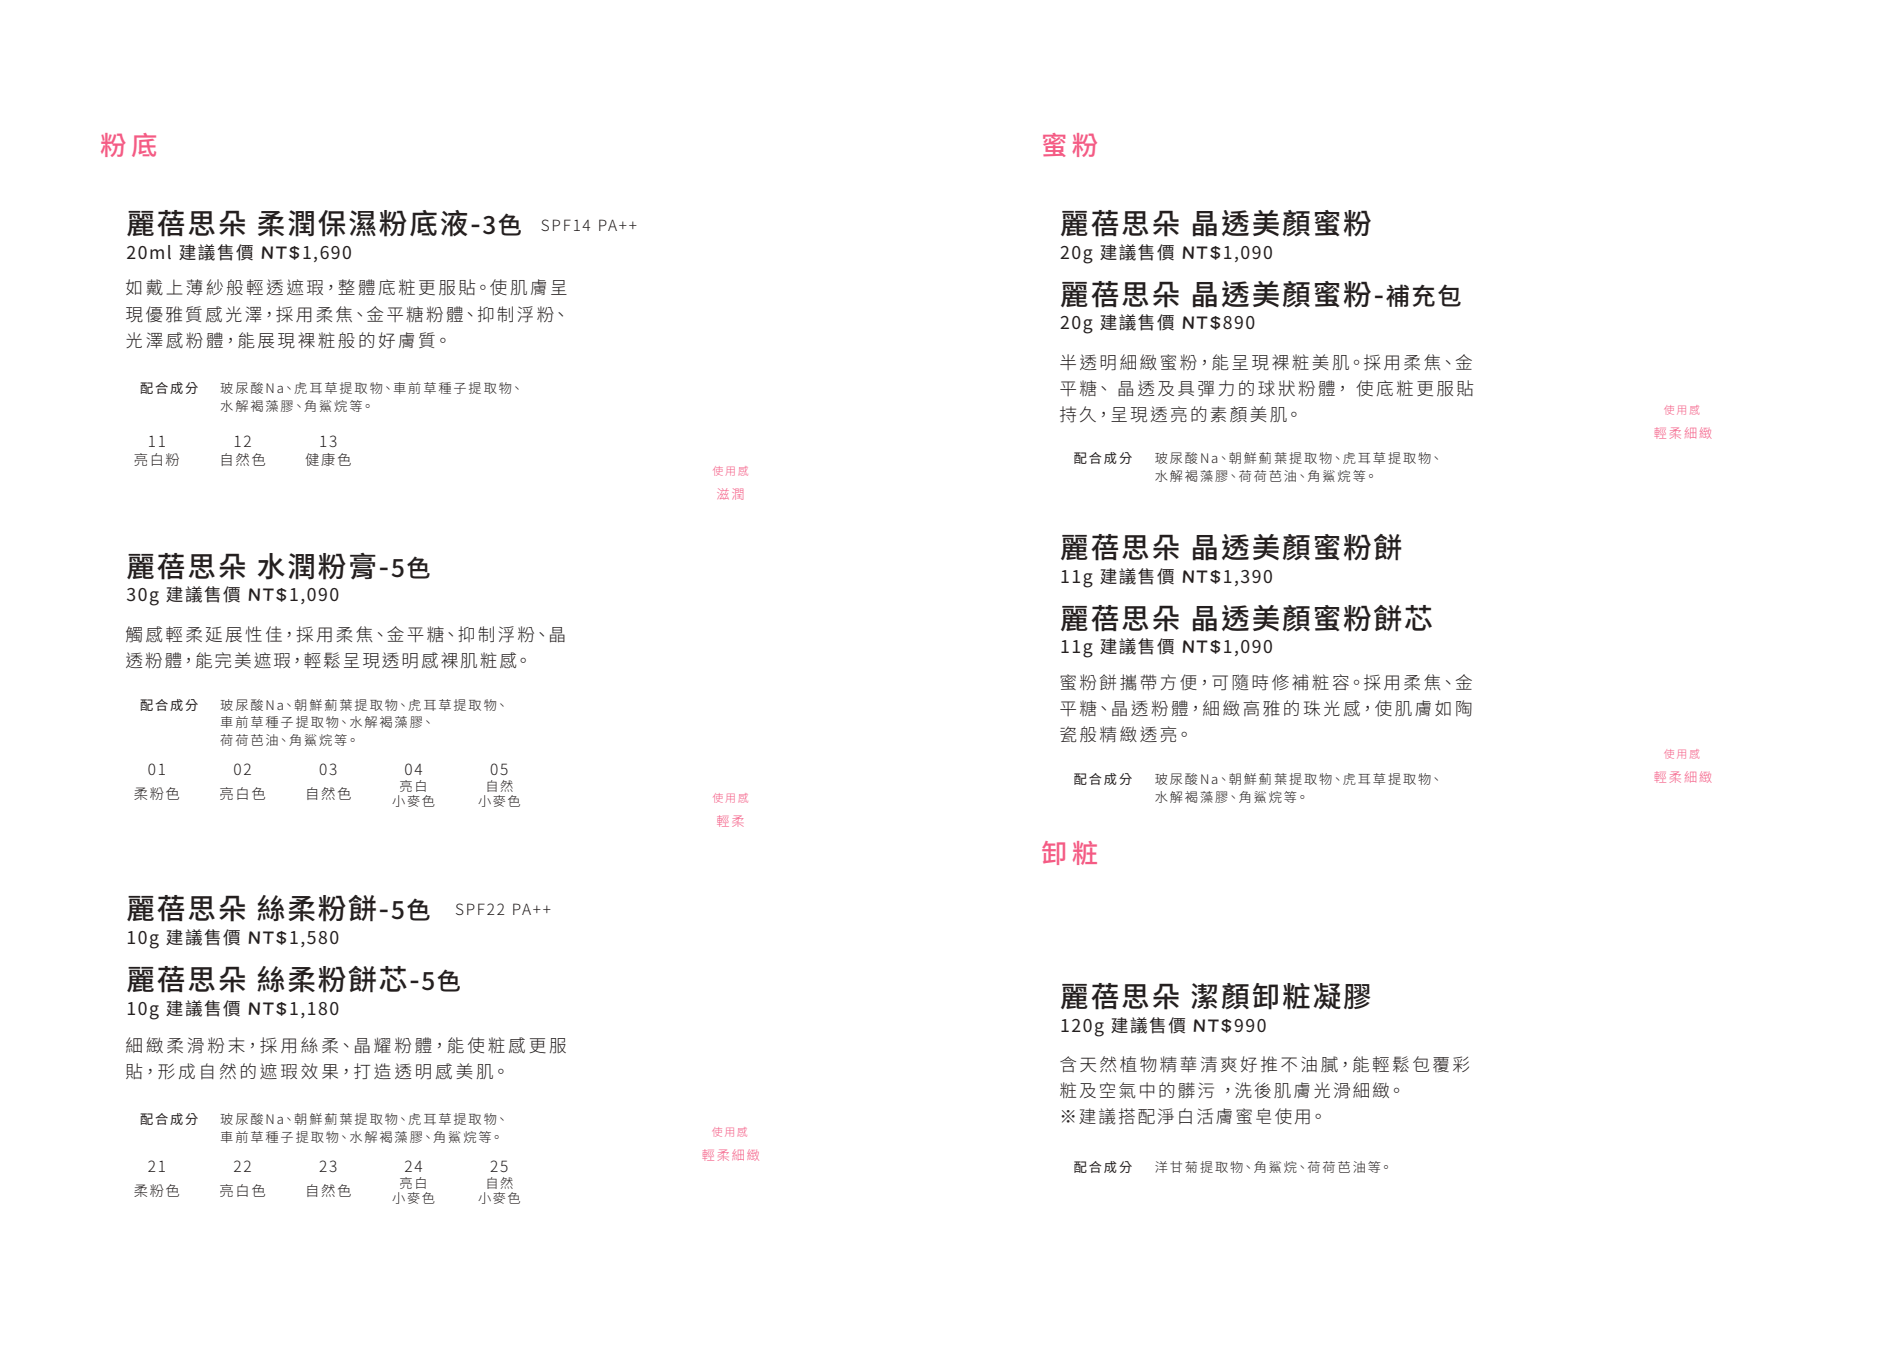 粉底
麗蓓思朵 柔潤保濕粉底液-3色 SPF14 PA++
20ml 建議售價 NT$1,690
如戴上薄紗般輕透遮瑕，整體底粧更服貼。使肌膚呈
現優雅質感光澤，採用柔焦、金平糖粉體、抑制浮粉、
光澤感粉體，能展現裸粧般的好膚質。
配合成分 玻尿酸Na、虎耳草提取物、車前草種子提取物、
水解褐藻膠、角鯊烷等。
11 12 13
亮白粉 自然色 健康色
使用感
滋潤
麗蓓思朵 水潤粉膏-5色
30g 建議售價 NT$1,090
觸感輕柔延展性佳，採用柔焦、金平糖、抑制浮粉、晶
透粉體，能完美遮瑕，輕鬆呈現透明感裸肌粧感。
配合成分 玻尿酸Na、朝鮮薊葉提取物、虎耳草提取物、
車前草種子提取物、水解褐藻膠、
荷荷芭油、角鯊烷等。
01 02 03 04 05
柔粉色 亮白色 自然色 亮白 自然
小麥色 小麥色
使用感
輕柔
麗蓓思朵 絲柔粉餅-5色 SPF22 PA++
10g 建議售價 NT$1,580
麗蓓思朵 絲柔粉餅芯-5色
10g 建議售價 NT$1,180
細緻柔滑粉末，採用絲柔、晶耀粉體，能使粧感更服
貼，形成自然的遮瑕效果，打造透明感美肌。
配合成分 玻尿酸Na、朝鮮薊葉提取物、虎耳草提取物、
車前草種子提取物、水解褐藻膠、角鯊烷等。
21 22 23 24 25
柔粉色 亮白色 自然色 亮白 自然
小麥色 小麥色
使用感
輕柔細緻
蜜粉
麗蓓思朵 晶透美顏蜜粉
20g 建議售價 NT$1,090
麗蓓思朵 晶透美顏蜜粉-補充包
20g 建議售價 NT$890
半透明細緻蜜粉，能呈現裸粧美肌。採用柔焦、金
平糖、 晶透及具彈力的球狀粉體， 使底粧更服貼
持久，呈現透亮的素顏美肌。
配合成分 玻尿酸Na、朝鮮薊葉提取物、虎耳草提取物、
水解褐藻膠、荷荷芭油、角鯊烷等。
使用感
輕柔細緻
麗蓓思朵 晶透美顏蜜粉餅
11g 建議售價 NT$1,390
麗蓓思朵 晶透美顏蜜粉餅芯
11g 建議售價 NT$1,090
蜜粉餅攜帶方便，可隨時修補粧容。採用柔焦、金
平糖、晶透粉體，細緻高雅的珠光感，使肌膚如陶
瓷般精緻透亮。
配合成分 玻尿酸Na、朝鮮薊葉提取物、虎耳草提取物、
水解褐藻膠、角鯊烷等。
使用感
輕柔細緻
卸粧
麗蓓思朵 潔顏卸粧凝膠
120g 建議售價 NT$990
含天然植物精華清爽好推不油膩，能輕鬆包覆彩
粧及空氣中的髒污 ，洗後肌膚光滑細緻。
※建議搭配淨白活膚蜜皂使用。
配合成分 洋甘菊提取物、角鯊烷、荷荷芭油等。